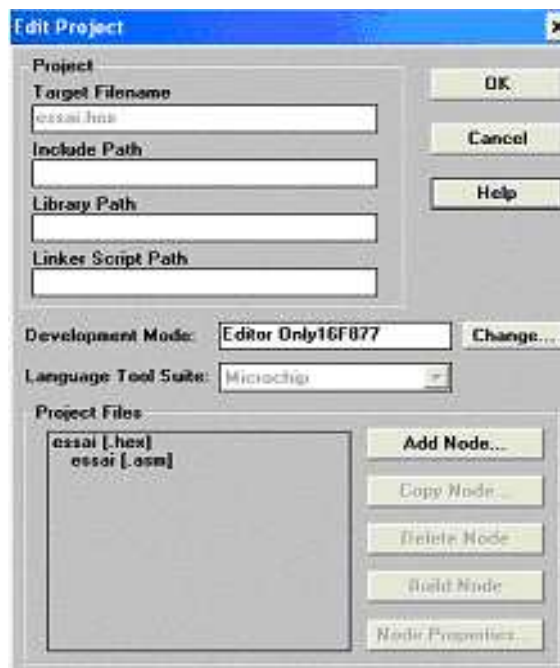 Edit Project
Project
Target Filename
essai.hex
Include Path
Library Path
Linker Script Path
OK
Cancel
Help
Development Mode: Editor Only16F877 Change...
Language Tool Suite: Microchip
Project Files
essai [.hex]
essai [.asm]
Add Node...
Copy Node...
Delete Node
Build Node
Node Properties...